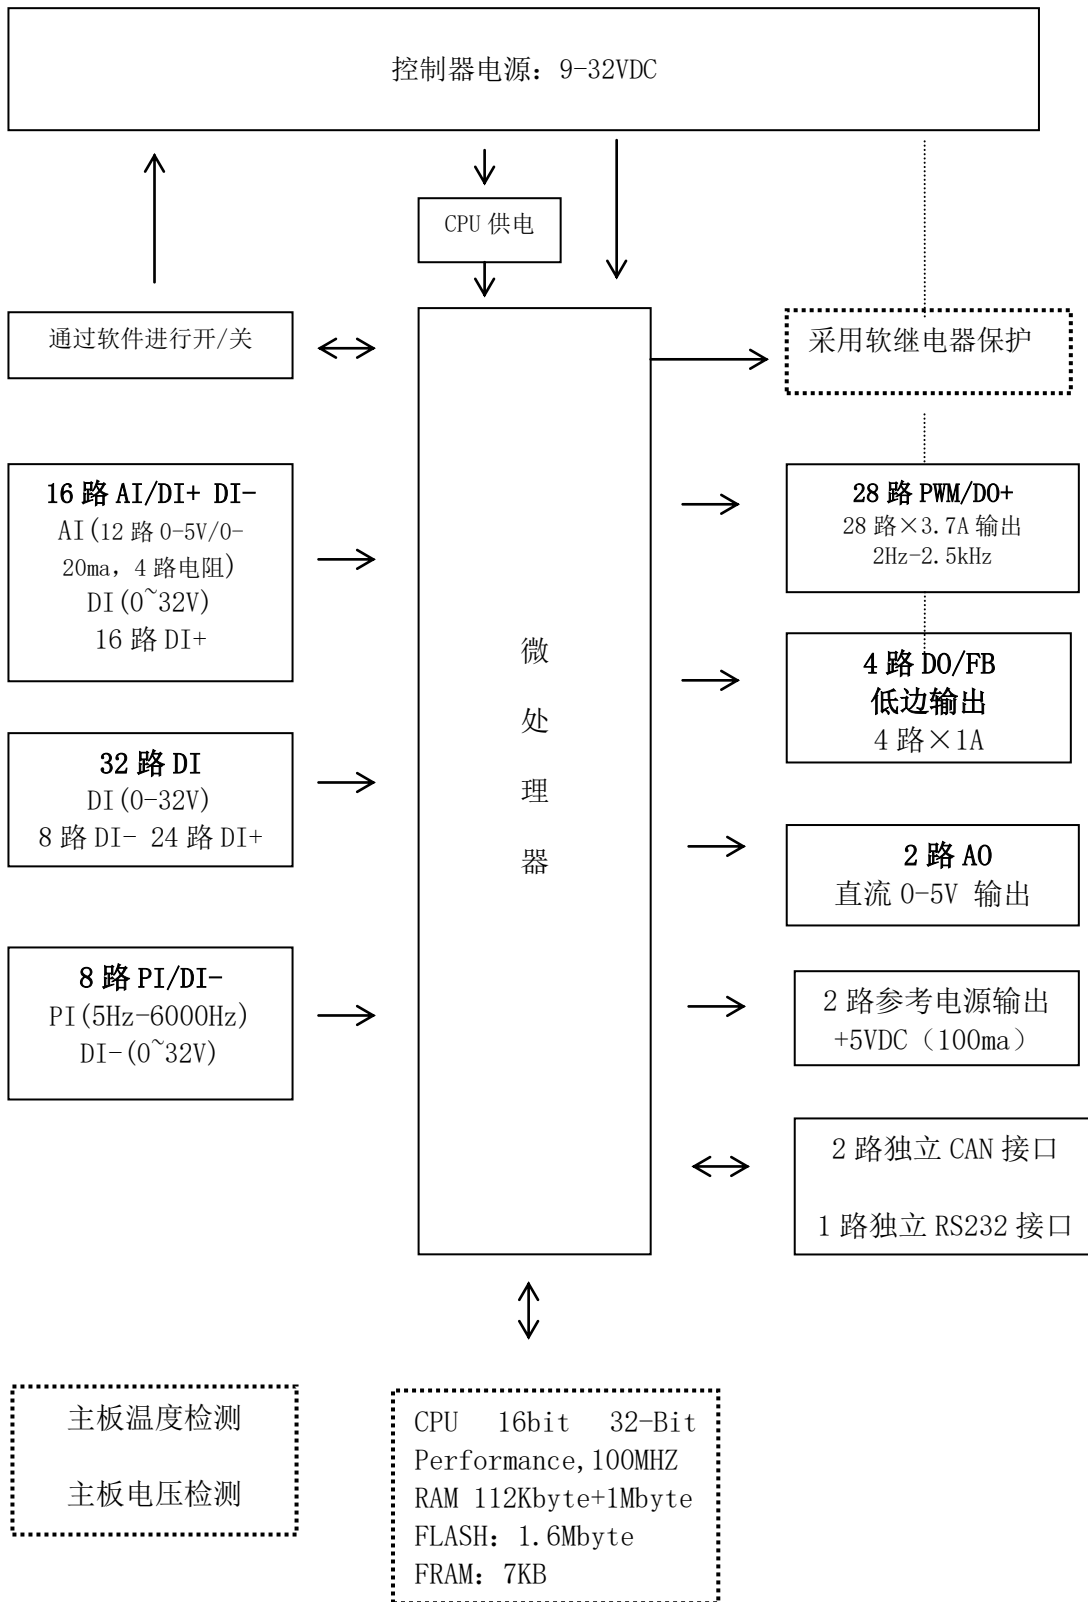 控制器电源：9-32VDC
CPU 供电
通过软件进行开/关
采用软继电器保护
16 路 AI/DI+ DI-
AI(12 路 0-5V/0-
20ma，4 路电阻)
DI(0~32V)
16 路 DI+
32 路 DI
DI(0-32V)
8 路 DI- 24 路 DI+
8 路 PI/DI-
PI(5Hz-6000Hz)
DI-(0~32V)
微
处
理
器
28 路 PWM/DO+
28 路×3.7A 输出
2Hz-2.5kHz
4 路 DO/FB
低边输出
4 路×1A
2 路 AO
直流 0-5V 输出
2 路参考电源输出
+5VDC（100ma）
2 路独立 CAN 接口
1 路独立 RS232 接口
主板温度检测
主板电压检测
CPU 16bit 32-Bit
Performance,100MHZ
RAM 112Kbyte+1Mbyte
FLASH：1.6Mbyte
FRAM：7KB